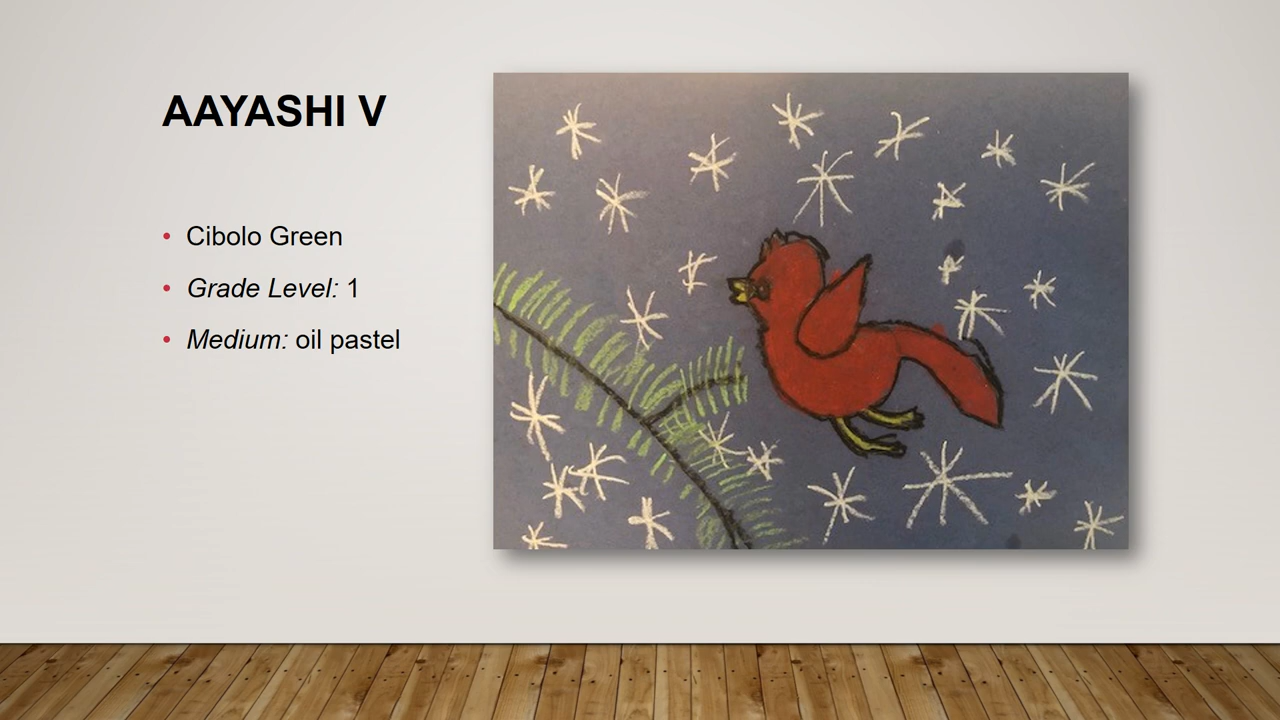 AAYASHI V
• Cibolo Green
• Grade Level: 1
• Medium: oil pastel